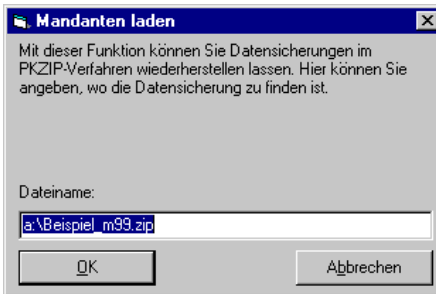 Mandanten laden
Mit dieser Funktion können Sie Datensicherungen im
PKZIP-Verfahren wiederherstellen lassen. Hier können Sie
angeben, wo die Datensicherung zu finden ist.
Dateiname:
a:\Beispiel_m99.zip
OK Abbrechen